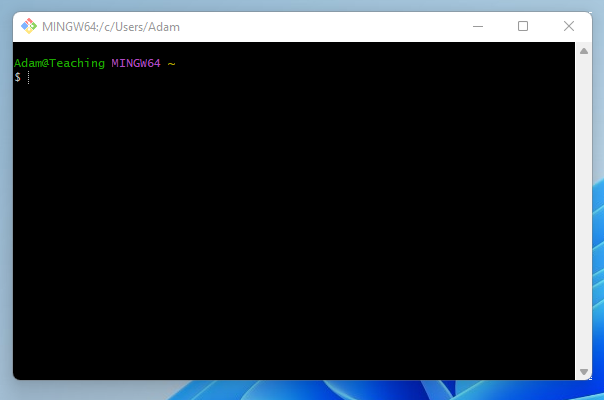 MINGW64:/c/Users/Adam
Adam@Teaching MINGW64 ~
$